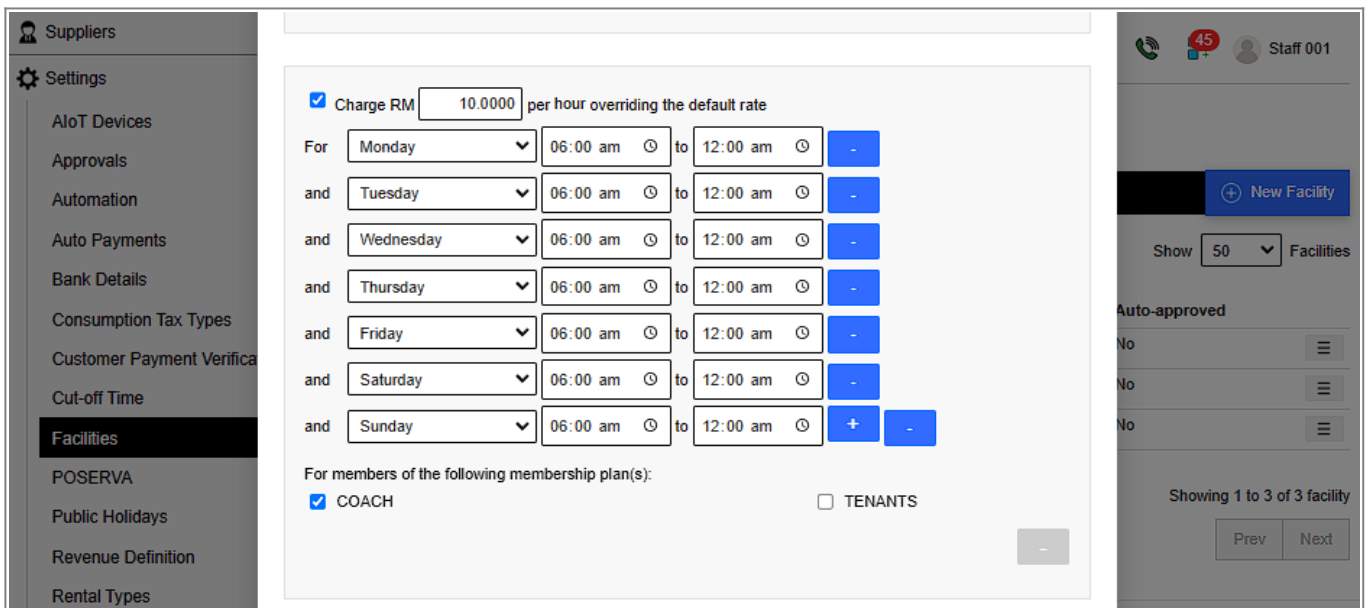 Suppliers
Settings
AIoT Devices
Approvals
Automation
Auto Payments
Bank Details
Consumption Tax Types
Customer Payment Verifica
Cut-off Time
Facilities
POSERVA
Public Holidays
Revenue Definition
Rental Types
Charge RM 10.0000 per hour overriding the default rate
For Monday 06:00 am to 12:00 am -
and Tuesday 06:00 am to 12:00 am -
and Wednesday 06:00 am to 12:00 am -
and Thursday 06:00 am to 12:00 am -
and Friday 06:00 am to 12:00 am -
and Saturday 06:00 am to 12:00 am -
and Sunday 06:00 am to 12:00 am + -
For members of the following membership plan(s):
COACH TENANTS
-
45 Staff 001
New Facility
Show 50 Facilities
Auto-approved
No
No
No
Showing 1 to 3 of 3 facility
Prev Next